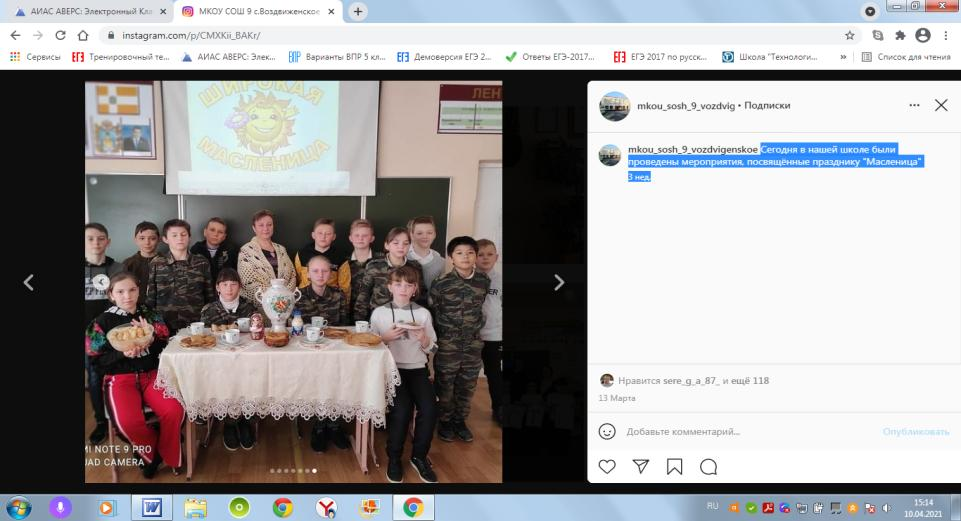 АИАС АВЕРС: Электронный Кла
МКОУ СОШ 9 с.Воздвиженское
instagram.com/p/CMXKii_BAKr/
Сервисы
Тренировочный те...
АИАС АВЕРС: Элек...
Варианты ВПР 5 кл...
Демоверсия ЕГЭ 2...
Ответы ЕГЭ-2017...
ЕГЭ 2017 по русск...
Школа "Технологи...
»
Список для чтения
ШИРОКАЯ
МАСЛЕНИЦА
ЛЕН
MI NOTE 9 PRO
UAD CAMERA
mkou_sosh_9_vozdvig • Подписки
mkou_sosh_9_vozdvigenskoe Сегодня в нашей школе были
проведены мероприятия, посвящённые празднику "Масленица"
3 нед.
Нравится sere_g_a_87_ и ещё 118
13 Марта
Добавьте комментарий...
Опубликовать
RU
15:14
10.04.2021